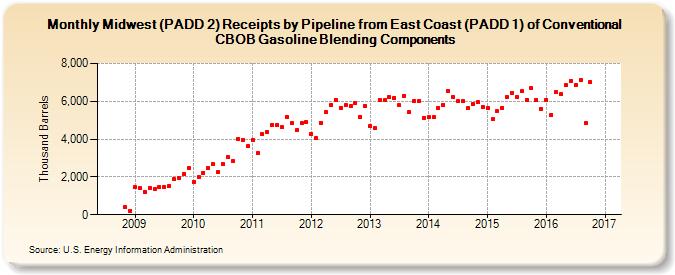 Monthly Midwest (PADD 2) Receipts by Pipeline from East Coast (PADD 1) of Conventional
CBOB Gasoline Blending Components
Thousand Barrels
8,000
6,000
4,000
2,000
0
2009 2010 2011 2012 2013 2014 2015 2016 2017
Source: U.S. Energy Information Administration